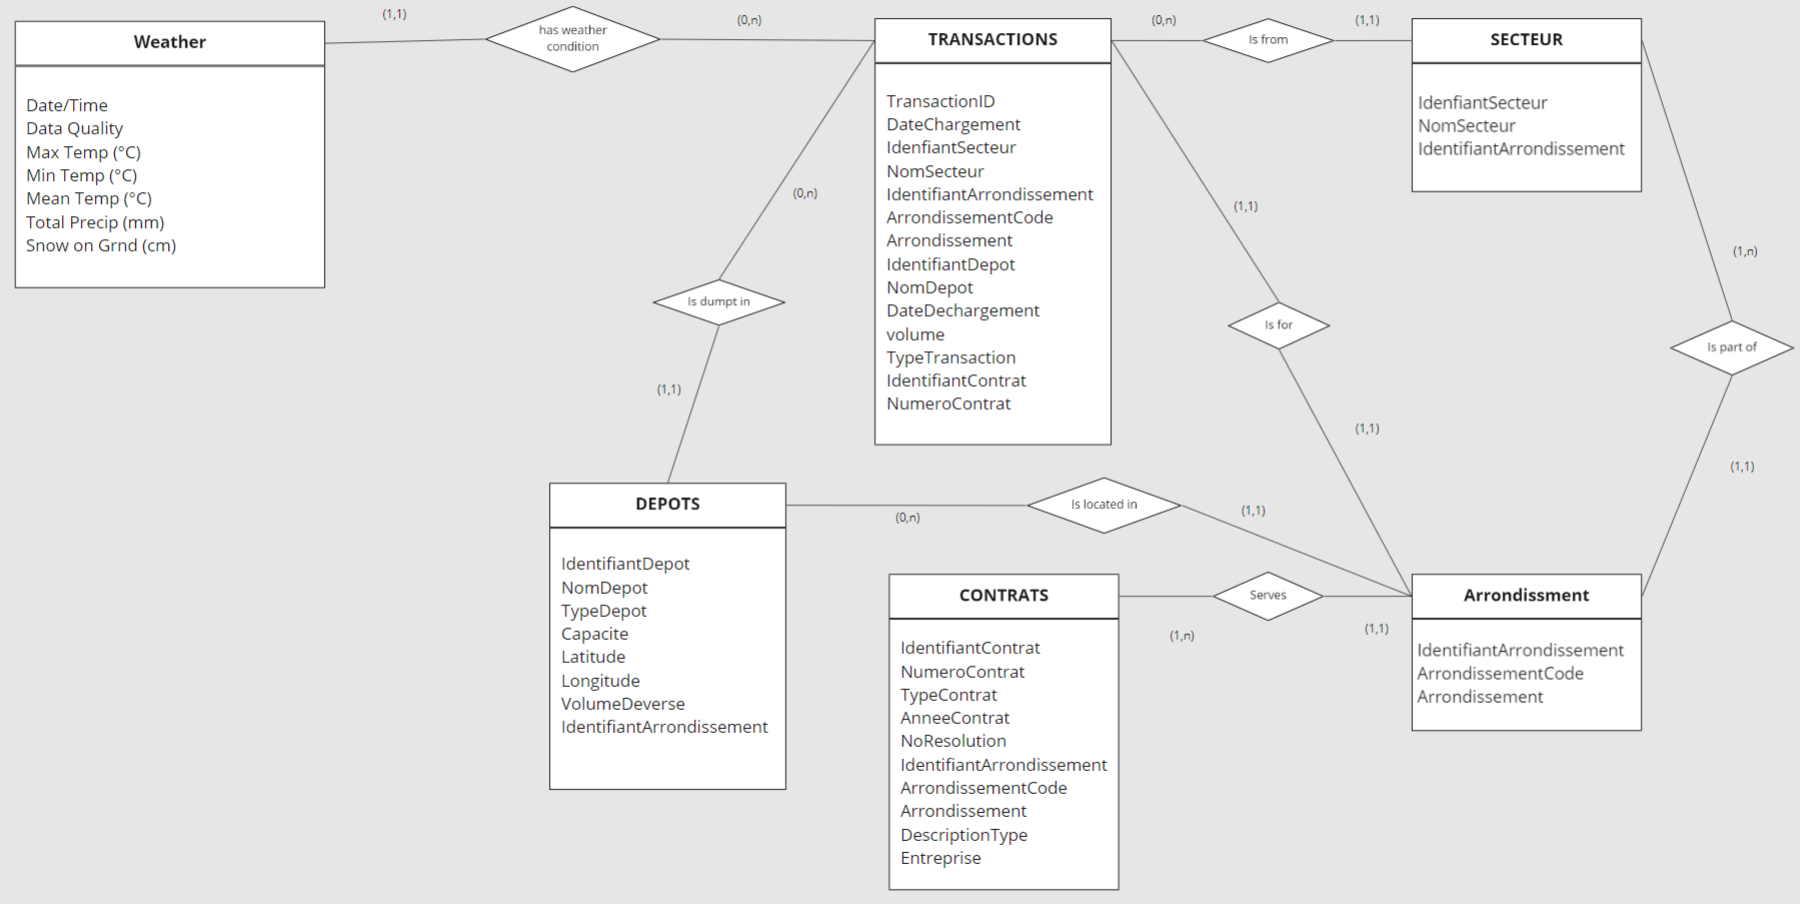 (1,1)
has weather
condition
(0,n)
(0,n)
Is from
(1,1)
Weather
Date/Time
Data Quality
Max Temp (°C)
Min Temp (°C)
Mean Temp (°C)
Total Precip (mm)
Snow on Grnd (cm)
TRANSACTIONS
TransactionID
DateChargement
IdenfiantSecteur
NomSecteur
IdentifiantArrondissement
ArrondissementCode
Arrondissement
IdentifiantDepot
NomDepot
DateDechargement
volume
TypeTransaction
IdentifiantContrat
NumeroContrat
SECTEUR
IdenfiantSecteur
NomSecteur
IdentifiantArrondissement
(0,n)
Is dumpt in
(1,1)
(1,1)
Is for
(1,1)
(1,n)
Is part of
(1,1)
DEPOTS
IdentifiantDepot
NomDepot
TypeDepot
Capacite
Latitude
Longitude
VolumeDeverse
IdentifiantArrondissement
(0,n)
Is located in
(1,1)
CONTRATS
IdentifiantContrat
NumeroContrat
TypeContrat
AnneeContrat
NoResolution
IdentifiantArrondissement
ArrondissementCode
Arrondissement
DescriptionType
Entreprise
(1,n)
Serves
(1,1)
Arrondissment
IdentifiantArrondissement
ArrondissementCode
Arrondissement